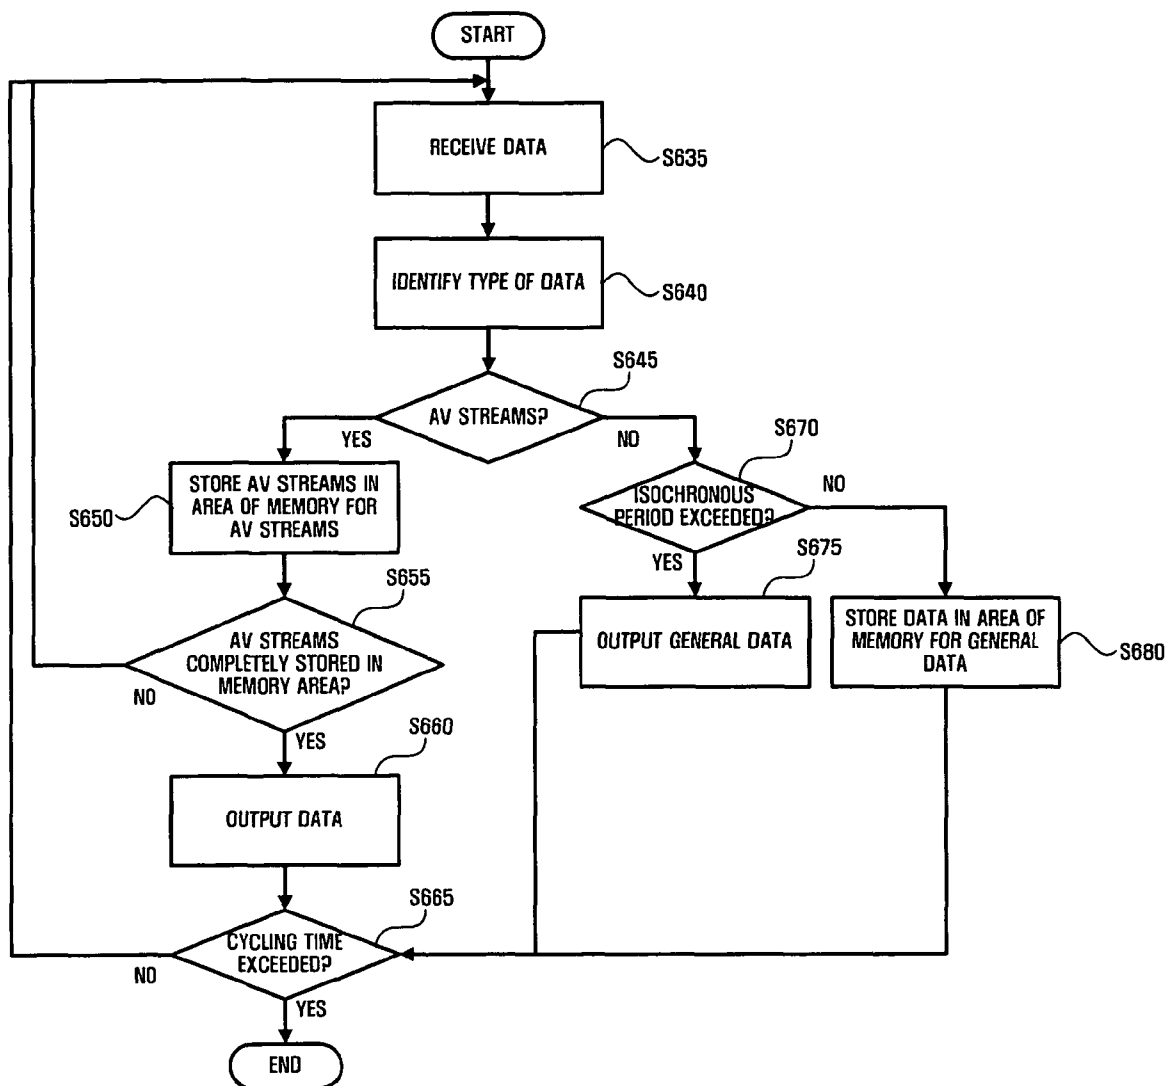 START
RECEIVE DATA
S635
IDENTIFY TYPE OF DATA
S640
S645
AV STREAMS?
YES
NO
S670
ISOCHRONOUS
PERIOD EXCEEDED?
NO
YES
STORE AV STREAMS IN
AREA OF MEMORY FOR
AV STREAMS
S650
S675
OUTPUT GENERAL DATA
STORE DATA IN AREA OF
MEMORY FOR GENERAL
DATA
S680
S655
AV STREAMS
COMPLETELY STORED IN
MEMORY AREA?
NO
YES
S660
OUTPUT DATA
S665
CYCLING TIME
EXCEEDED?
NO
YES
END